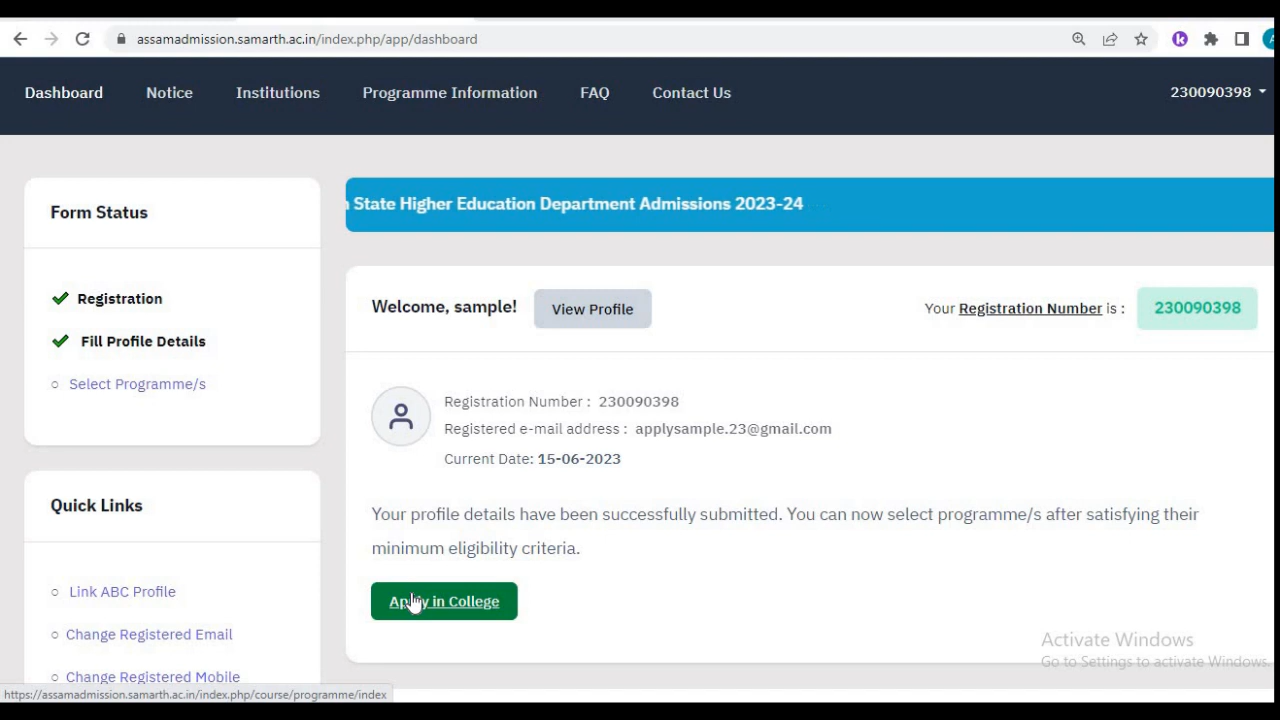 assamadmission.samarth.ac.in/index.php/app/dashboard
Dashboard Notice Institutions Programme Information FAQ Contact Us 230090398
Form Status
Registration
Fill Profile Details
Select Programme/s
Quick Links
Link ABC Profile
Change Registered Email
Change Registered Mobile
State Higher Education Department Admissions 2023-24
Welcome, sample! View Profile Your Registration Number is : 230090398
Registration Number : 230090398
Registered e-mail address : applysample.23@gmail.com
Current Date: 15-06-2023
Your profile details have been successfully submitted. You can now select programme/s after satisfying their
minimum eligibility criteria.
Apply in College
Activate Windows
Go to Settings to activate Windows.
https://assamadmission.samarth.ac.in/index.php/course/programme/index